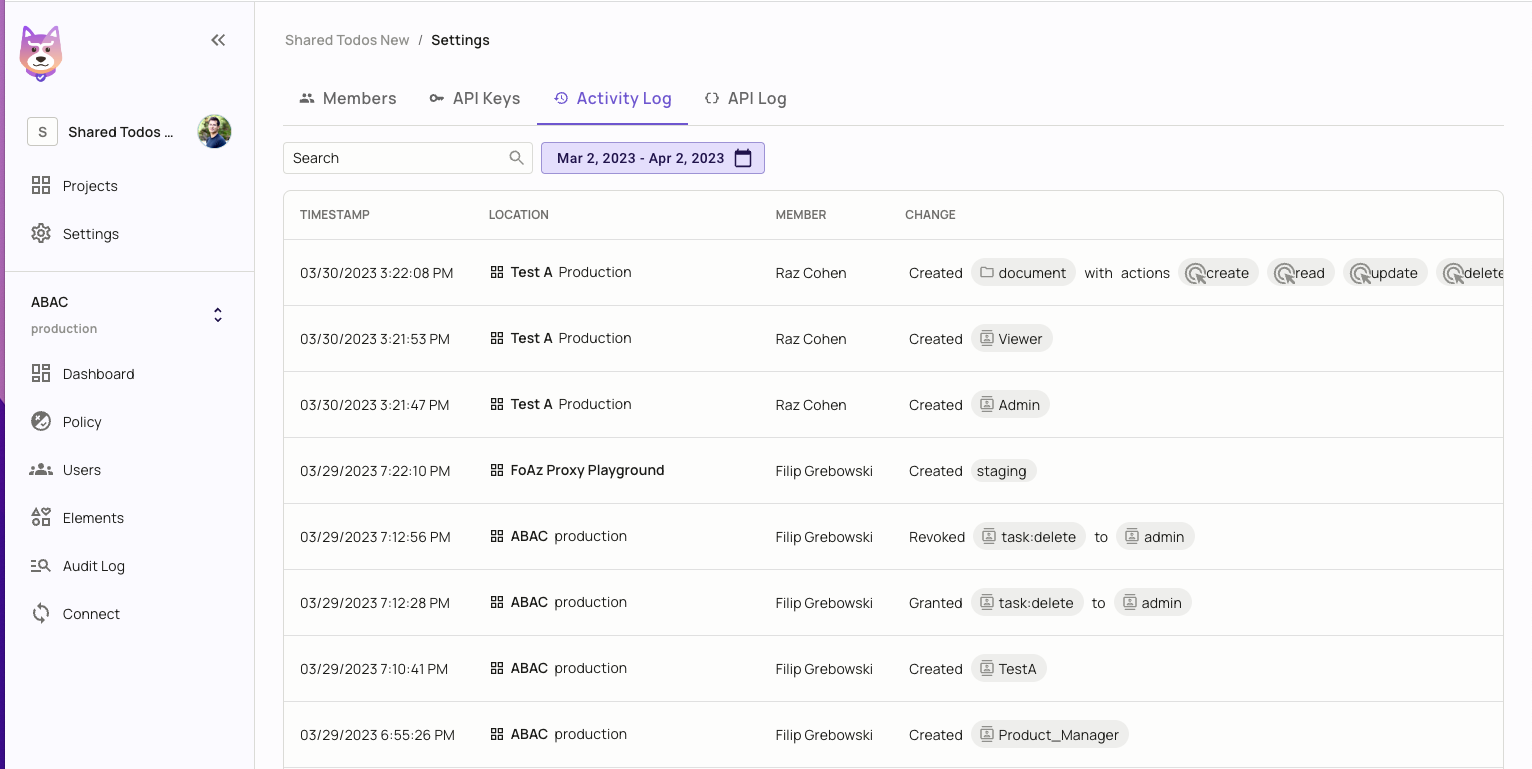 Shared Todos New / Settings
Members API Keys Activity Log API Log
S Shared Todos ...
Projects
Settings
ABAC
production
Dashboard
Policy
Users
Elements
Audit Log
Connect
Search Mar 2, 2023 - Apr 2, 2023
TIMESTAMP LOCATION MEMBER CHANGE
03/30/2023 3:22:08 PM Test A Production Raz Cohen Created document with actions create read update delete
03/30/2023 3:21:53 PM Test A Production Raz Cohen Created Viewer
03/30/2023 3:21:47 PM Test A Production Raz Cohen Created Admin
03/29/2023 7:22:10 PM FoAz Proxy Playground Filip Grebowski Created staging
03/29/2023 7:12:56 PM ABAC production Filip Grebowski Revoked task:delete to admin
03/29/2023 7:12:28 PM ABAC production Filip Grebowski Granted task:delete to admin
03/29/2023 7:10:41 PM ABAC production Filip Grebowski Created TestA
03/29/2023 6:55:26 PM ABAC production Filip Grebowski Created Product_Manager